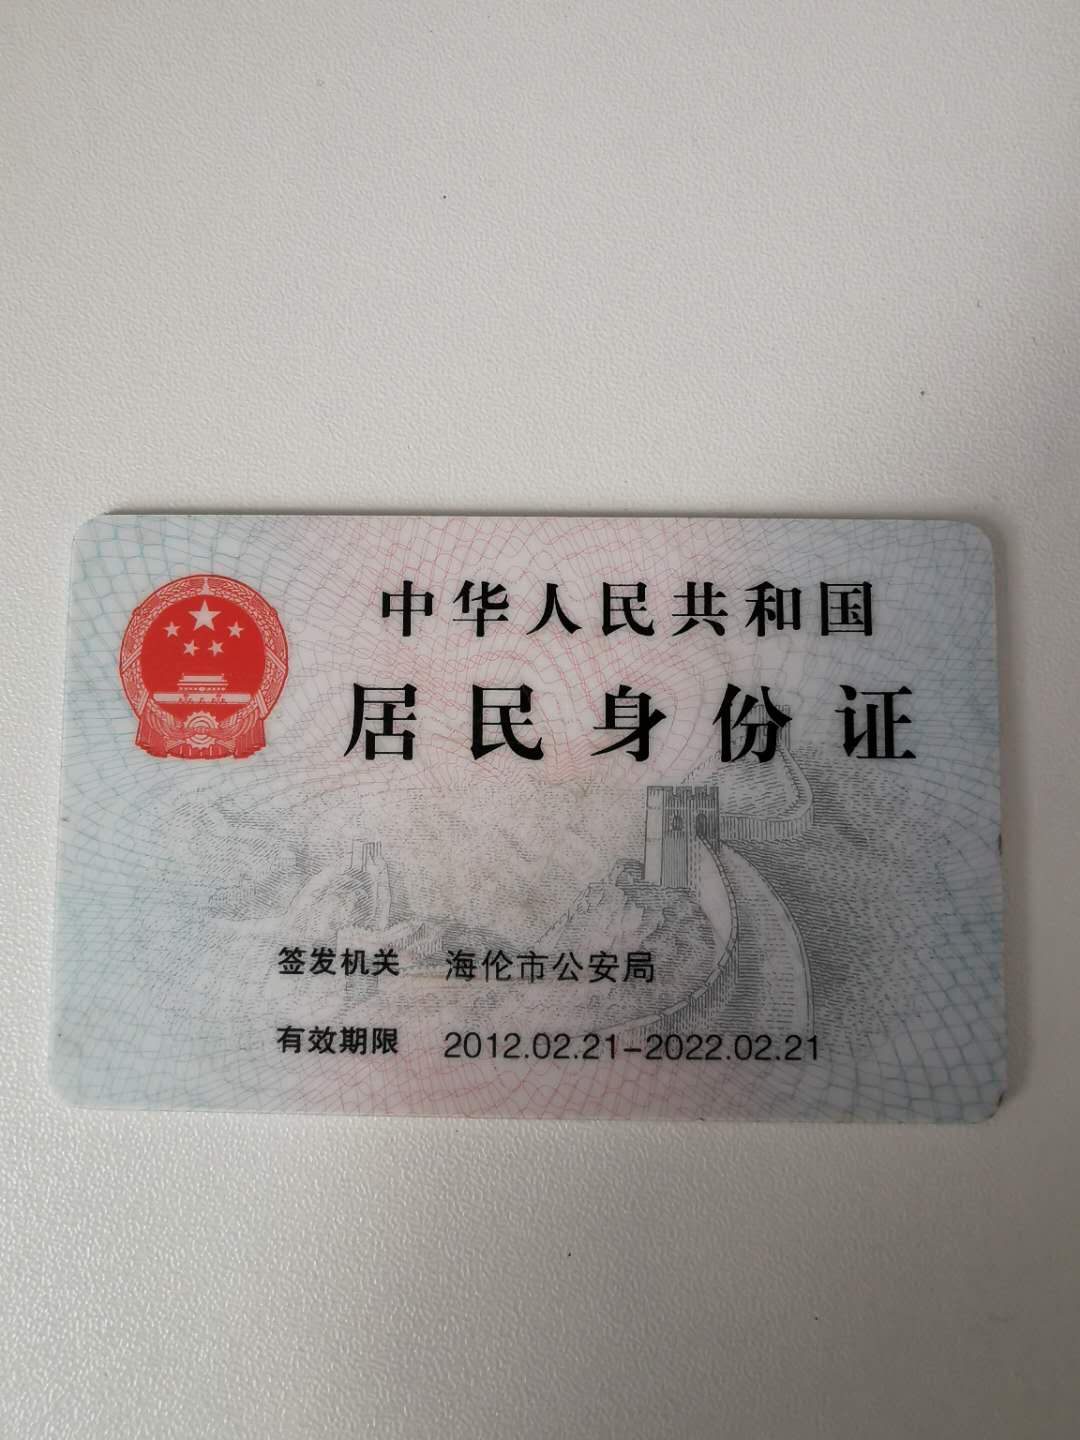 中华人民共和国
居民身份证
签发机关 海伦市公安局
有效期限 2012.02.21-2022.02.21